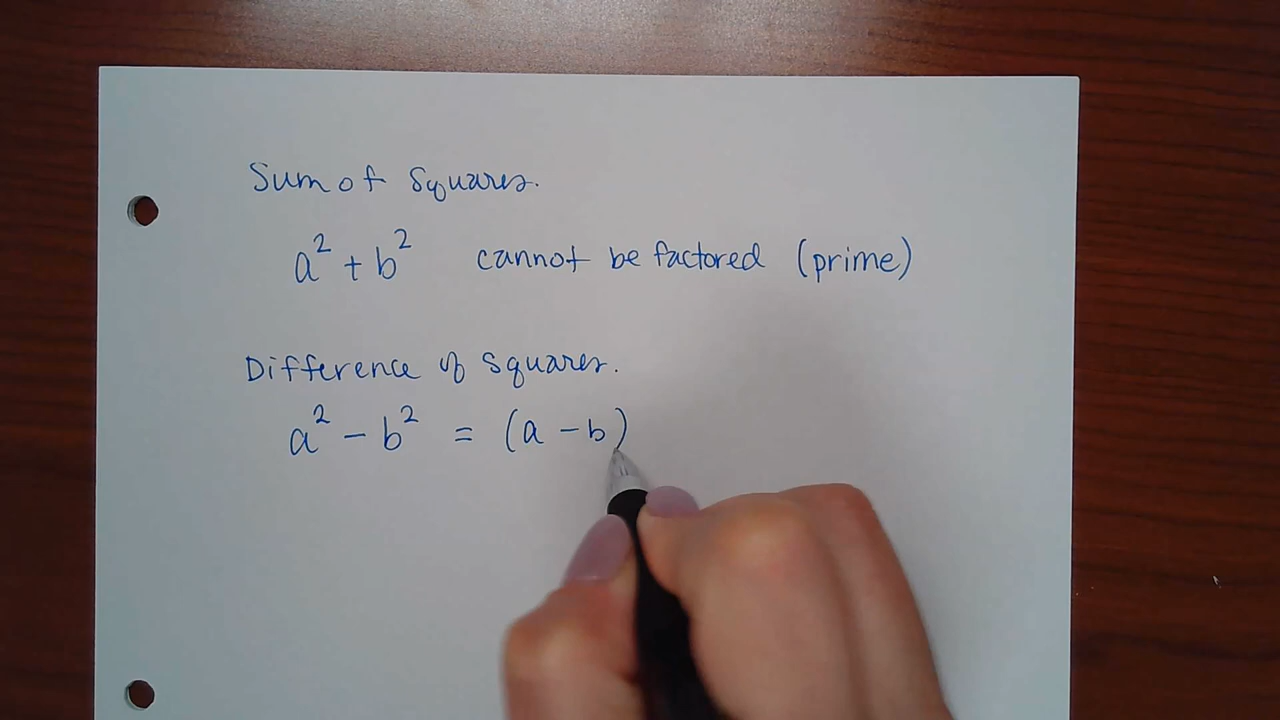 Sum of Squares.
a² + b² cannot be factored (prime)
Difference of Squares.
a² - b² = (a - b)